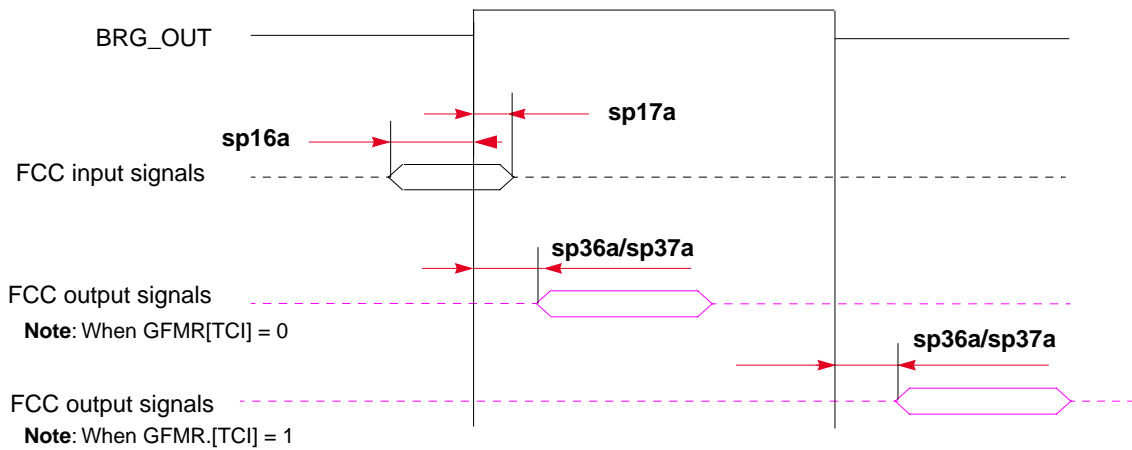 BRG_OUT
sp17a
sp16a
FCC input signals
sp36a/sp37a
FCC output signals
Note: When GFMR[TCI] = 0
sp36a/sp37a
FCC output signals
Note: When GFMR.[TCI] = 1